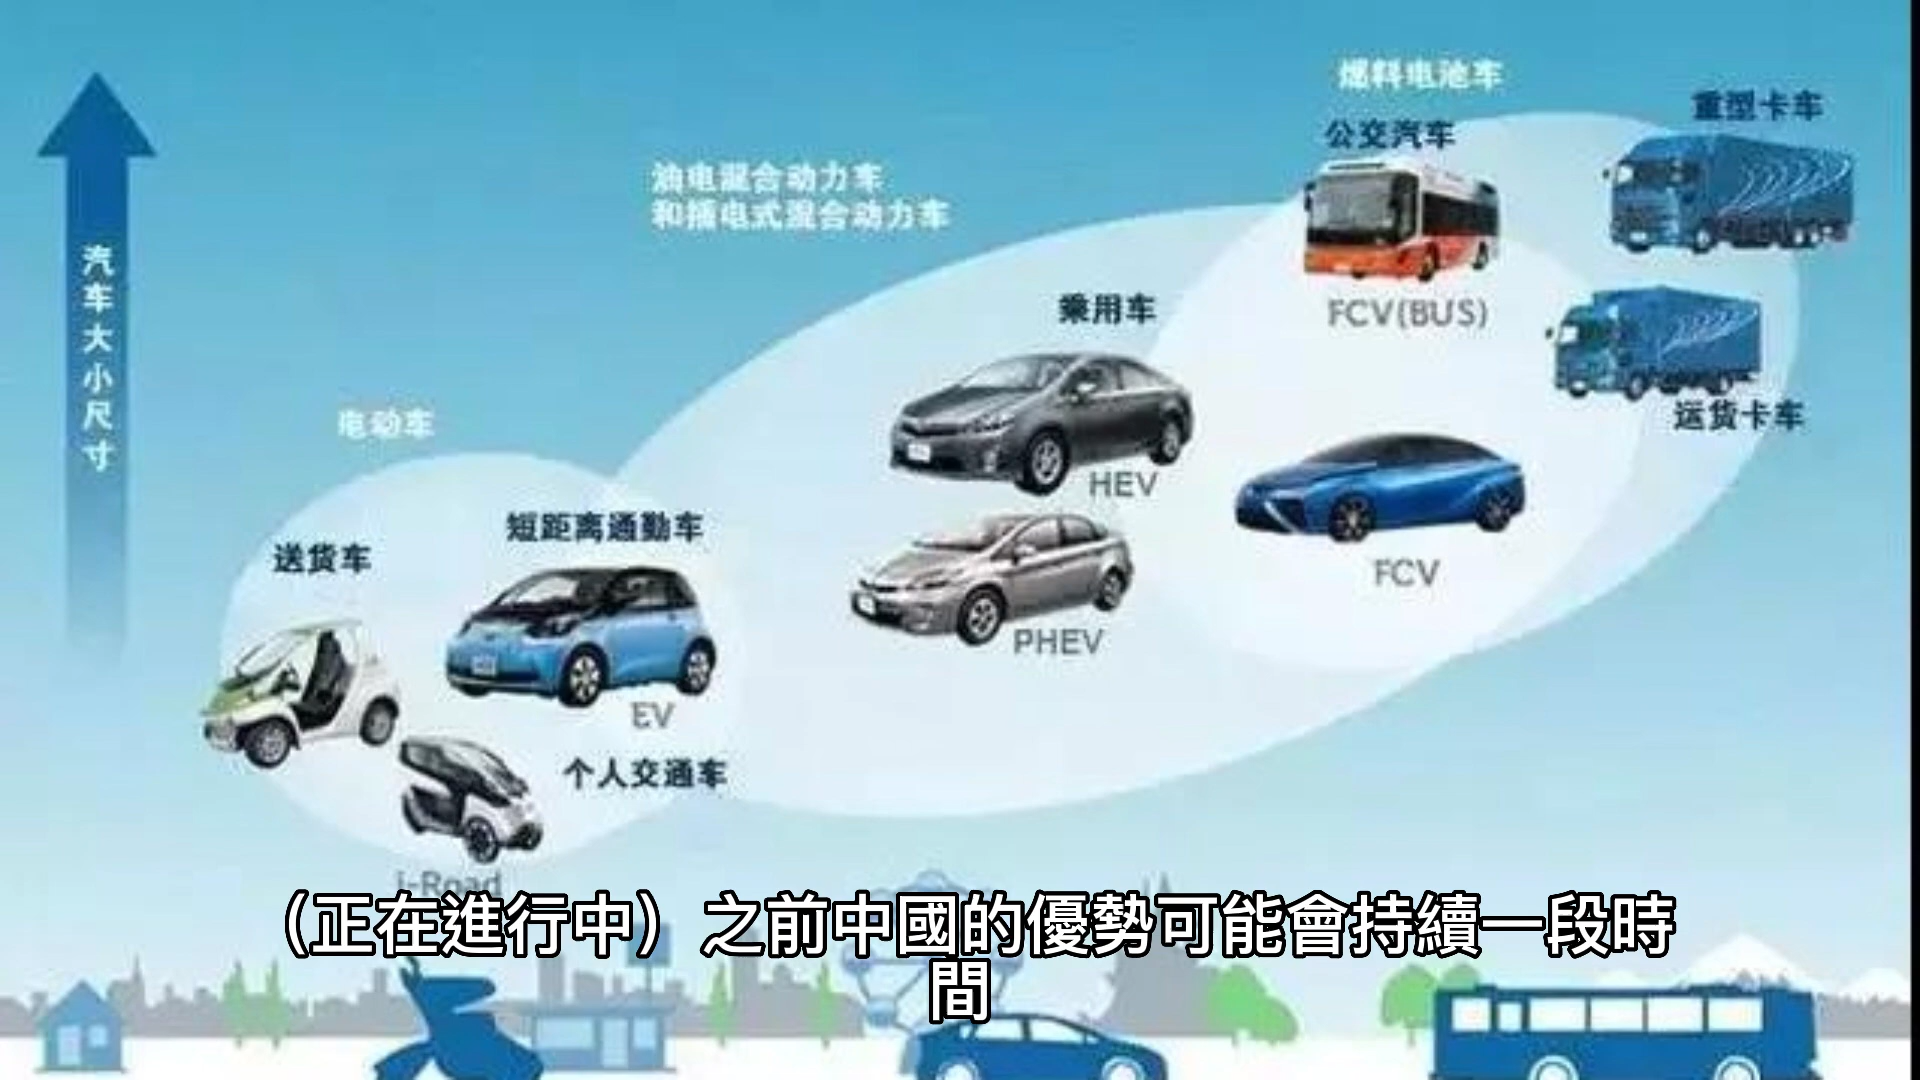 燃料电池车
重型卡车
公交汽车
油电混合动力车
和插电式混合动力车
汽车大小尺寸
乘用车
FCV(BUS)
运货卡车
电动车
HEV
短距离通勤车
送货车
FCV
PHEV
EV
个人交通车
i-Road
（正在進行中）之前中國的優勢可能會持續一段時
間